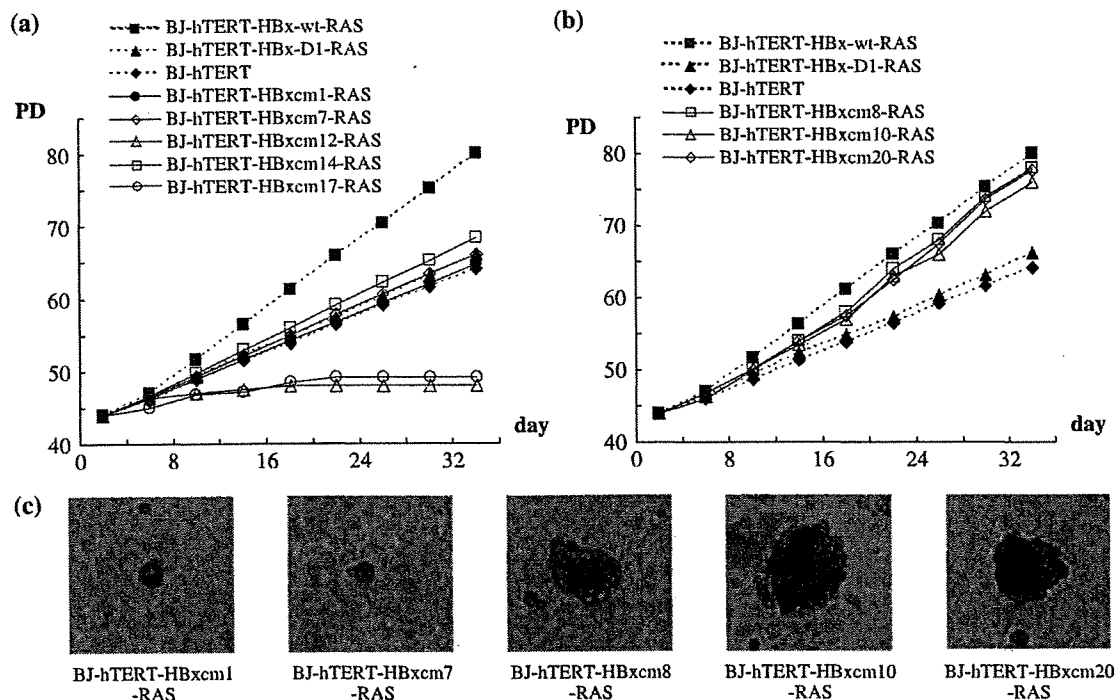 (a)
BJ-hTERT-HBx-wt-RAS
BJ-hTERT-HBx-D1-RAS
BJ-hTERT
BJ-hTERT-HBxcm1-RAS
BJ-hTERT-HBxcm7-RAS
BJ-hTERT-HBxcm12-RAS
BJ-hTERT-HBxcm14-RAS
BJ-hTERT-HBxcm17-RAS
PD
80
70
60
50
40
0
8
16
24
32
day
(b)
BJ-hTERT-HBx-wt-RAS
BJ-hTERT-HBx-D1-RAS
BJ-hTERT
BJ-hTERT-HBxcm8-RAS
BJ-hTERT-HBxcm10-RAS
BJ-hTERT-HBxcm20-RAS
PD
80
70
60
50
40
0
8
16
24
32
day
(c)
BJ-hTERT-HBxcm1
-RAS
BJ-hTERT-HBxcm7
-RAS
BJ-hTERT-HBxcm8
-RAS
BJ-hTERT-HBxcm10
-RAS
BJ-hTERT-HBxcm20
-RAS